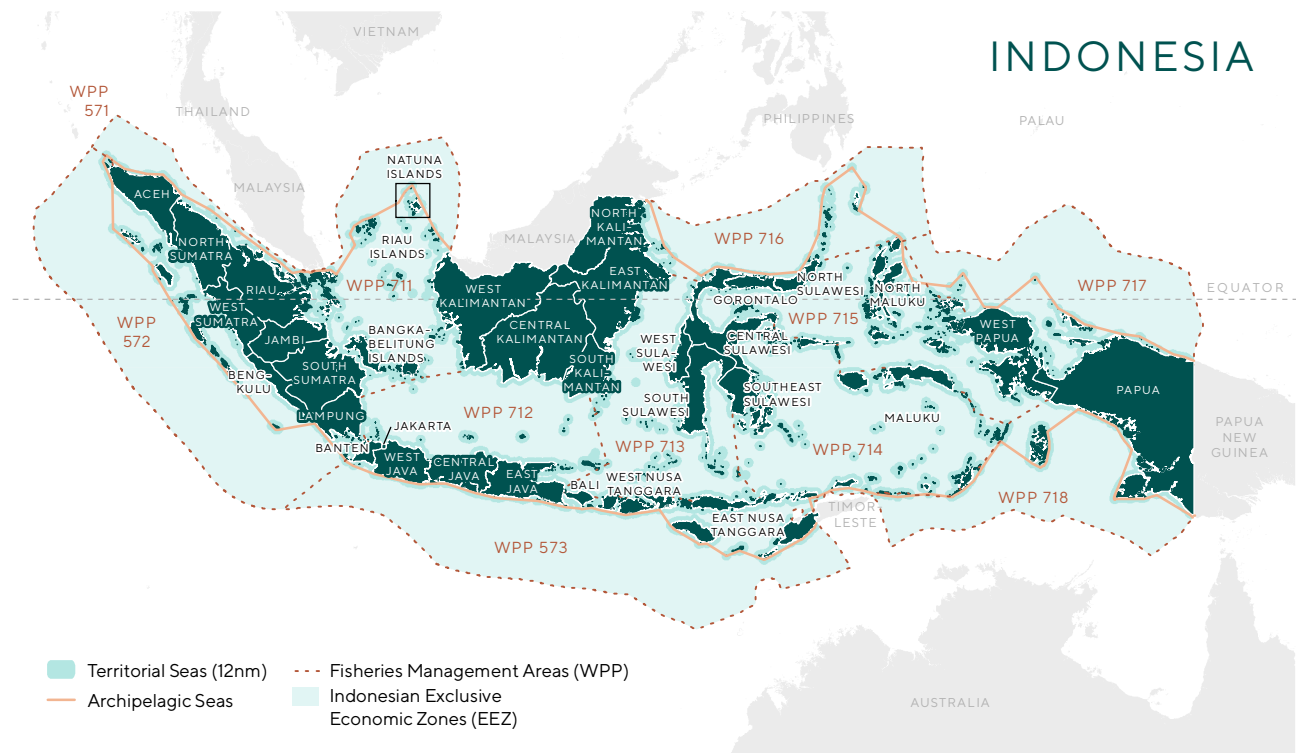 INDONESIA
VIETNAM
WPP
571
THAILAND
PHILIPPINES
PALAU
NATUNA
ISLANDS
MALAYSIA
ACEH
NORTH
SUMATRA
RIAU
ISLANDS
MALAYSIA
NORTH
KALI-
MANTAN
WPP 716
EAST
KALIMANTAN
WPP 711
WEST
KALIMANTAN
RIAU
NORTH
SULAWESI
GORONTALO
NORTH
MALUKU
WPP 717
EQUATOR
WEST
SUMATRA
WPP
572
WPP 715
JAMBI
BANGKA-
BELITUNG
ISLANDS
CENTRAL
KALIMANTAN
WEST
SULA-
WESI
CENTRAL
SULAWESI
WEST
PAPUA
SOUTH
SUMATRA
BENG-
KULU
SOUTH
KALI-
MANTAN
SOUTHEAST
SULAWESI
SOUTH
SULAWESI
PAPUA
LAMPUNG
WPP 712
JAKARTA
MALUKU
PAPUA
NEW
GUINEA
BANTEN
WPP 713
WPP 714
WEST
JAVA
CENTRAL
JAVA
EAST
JAVA
BALI
WEST NUSA
TANGGARA
WPP 718
EAST NUSA
TANGGARA
TIMOR-
LESTE
WPP 573
AUSTRALIA
Territorial Seas (12nm)
Archipelagic Seas
Fisheries Management Areas (WPP)
Indonesian Exclusive
Economic Zones (EEZ)